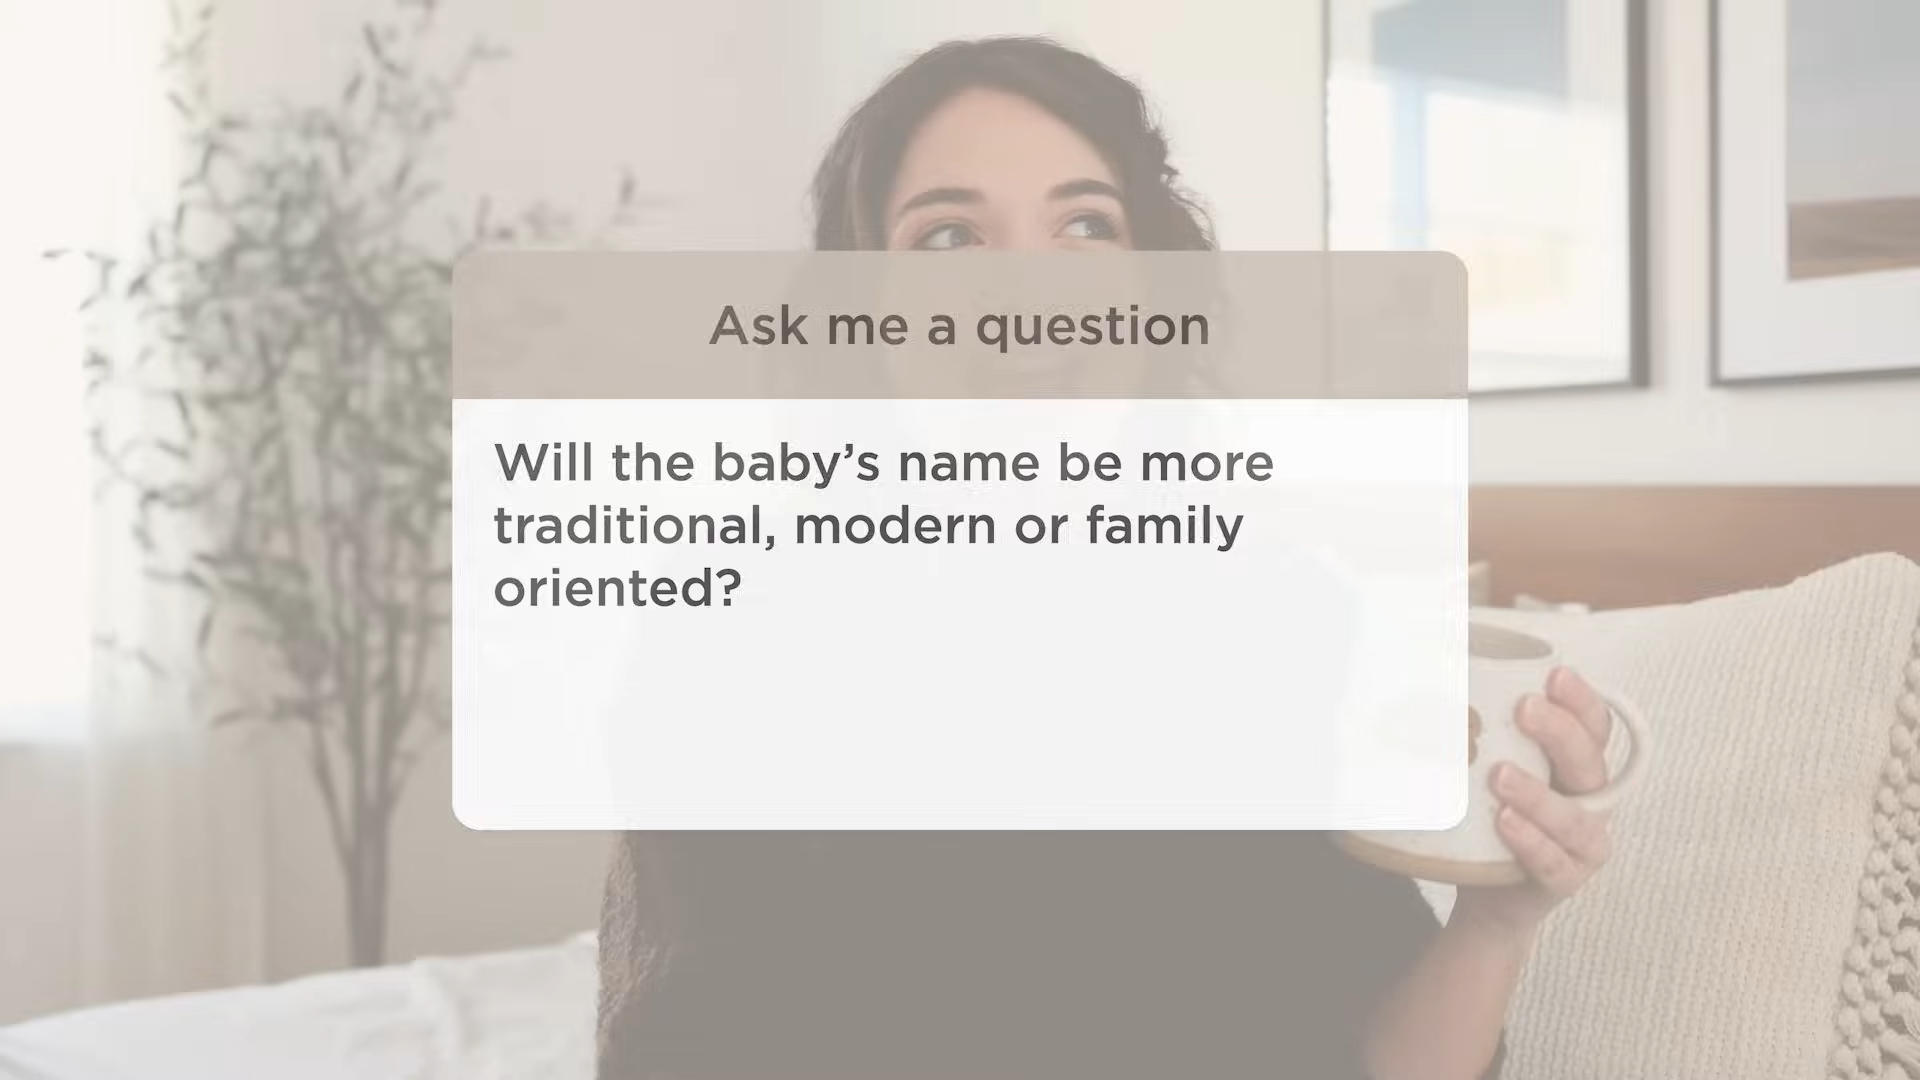 Ask me a question
Will the baby’s name be more
traditional, modern or family
oriented?